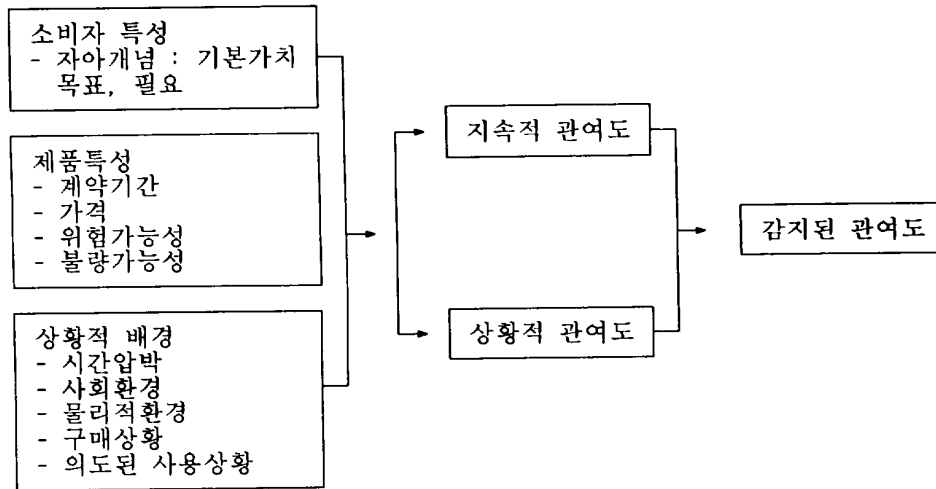 소비자 특성
- 자아개념 : 기본가치
목표, 필요
제품특성
- 계약기간
- 가격
- 위험가능성
- 불량가능성
상황적 배경
- 시간압박
- 사회환경
- 물리적환경
- 구매상황
- 의도된 사용상황
지속적 관여도
상황적 관여도
감지된 관여도